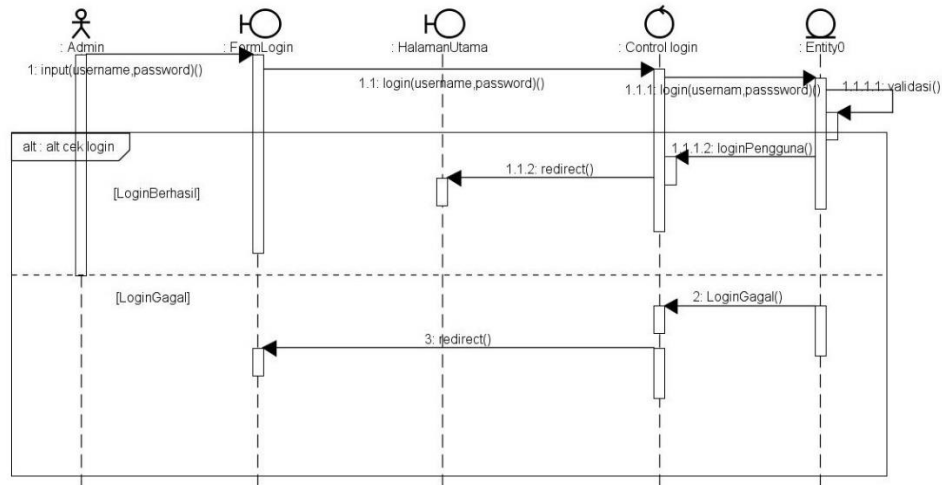 : Admin
: FormLogin
: HalamanUtama
: Control login
: Entity0
1: input(username,password)()
1.1: login(username,password)()
1.1.1: login(usernam,passsword)()
1.1.1.1: validasi()
alt : alt cek login
1.1.1.2: loginPengguna()
1.1.2: redirect()
[LoginBerhasil]
[LoginGagal]
2: LoginGagal()
3: redirect()